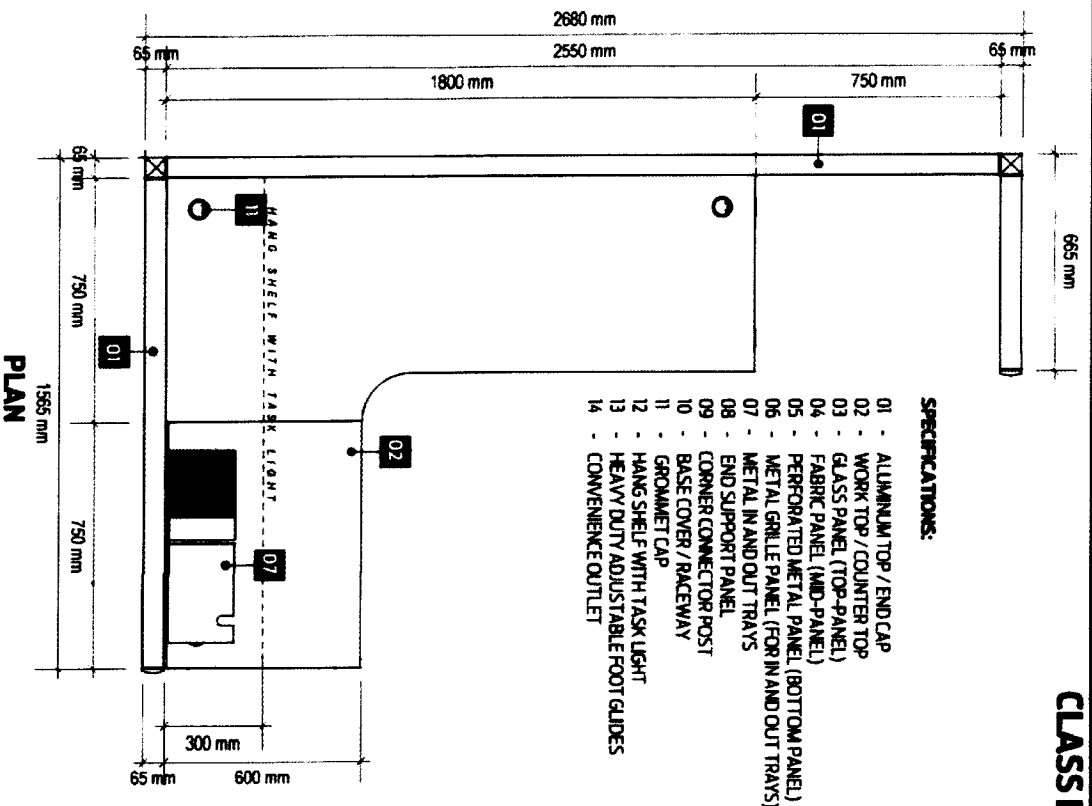 2680 mm
65 mm
2550 mm
65 mm
1800 mm
750 mm
01
65 mm
665 mm
11
HANG SHELF WITH TASK LIGHT
750 mm
01
1565 mm
PLAN
02
750 mm
07
300 mm
65 mm
600 mm
SPECIFICATIONS:
01 - ALUMINUM TOP / END CAP
02 - WORK TOP / COUNTER TOP
03 - GLASS PANEL (TOP-PANEL)
04 - FABRIC PANEL (MID-PANEL)
05 - PERFORATED METAL PANEL (BOTTOM PANEL)
06 - METAL GRILLE PANEL (FOR IN AND OUT TRAYS)
07 - METAL IN AND OUT TRAYS
08 - END SUPPORT PANEL
09 - CORNER CONNECTOR POST
10 - BASE COVER / RACEWAY
11 - GROMMET CAP
12 - HANG SHELF WITH TASK LIGHT
13 - HEAVY DUTY ADJUSTABLE FOOT GLIDES
14 - CONVENIENCE OUTLET
CLASS